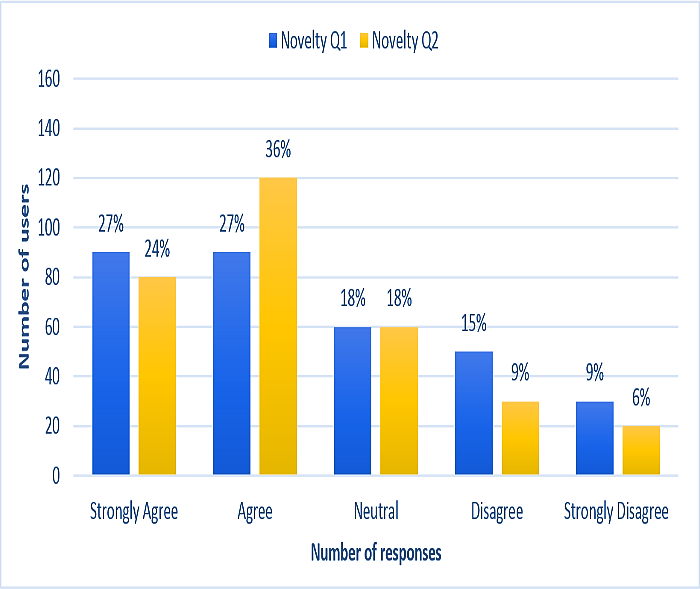 Novelty Q1 Novelty Q2
160
140
120
100
80
60
40
20
0
Number of users
27% 24% 27% 36% 18% 18% 15% 9% 9% 6%
Strongly Agree Agree Neutral Disagree Strongly Disagree
Number of responses